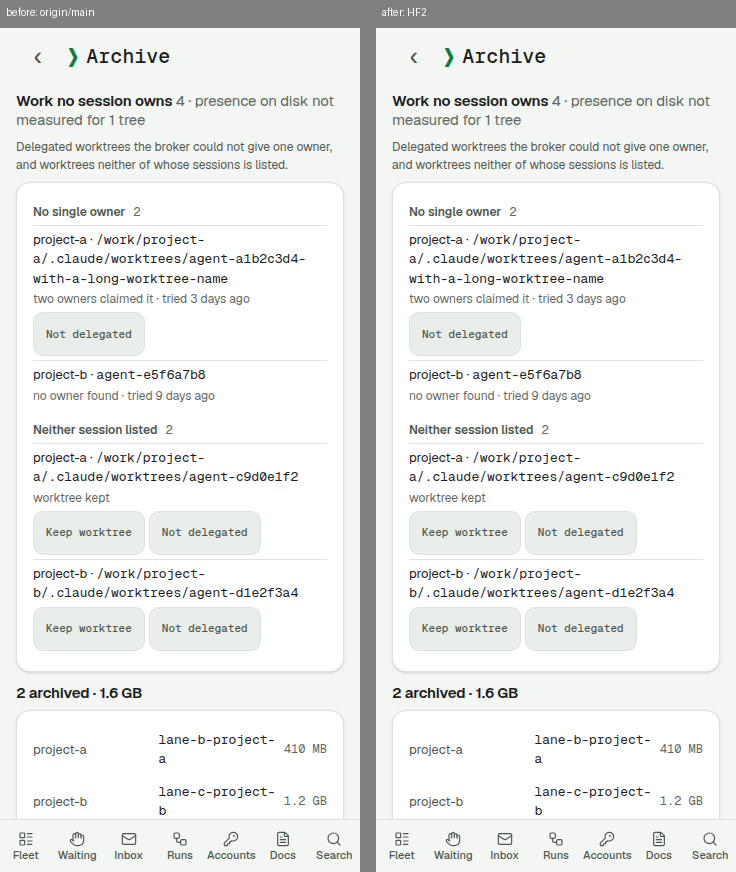 before: origin/main
‹ ❯ Archive
Work no session owns 4 · presence on disk not
measured for 1 tree
Delegated worktrees the broker could not give one owner,
and worktrees neither of whose sessions is listed.
No single owner 2
project-a · /work/project-
a/.claude/worktrees/agent-a1b2c3d4-
with-a-long-worktree-name
two owners claimed it · tried 3 days ago
Not delegated
project-b · agent-e5f6a7b8
no owner found · tried 9 days ago
Neither session listed 2
project-a · /work/project-
a/.claude/worktrees/agent-c9d0e1f2
worktree kept
Keep worktree Not delegated
project-b · /work/project-
b/.claude/worktrees/agent-d1e2f3a4
Keep worktree Not delegated
2 archived · 1.6 GB
project-a lane-b-project-
a 410 MB
project-b lane-c-project-
b 1.2 GB
Fleet Waiting Inbox Runs Accounts Docs Search
after: HF2
‹ ❯ Archive
Work no session owns 4 · presence on disk not
measured for 1 tree
Delegated worktrees the broker could not give one owner,
and worktrees neither of whose sessions is listed.
No single owner 2
project-a · /work/project-
a/.claude/worktrees/agent-a1b2c3d4-
with-a-long-worktree-name
two owners claimed it · tried 3 days ago
Not delegated
project-b · agent-e5f6a7b8
no owner found · tried 9 days ago
Neither session listed 2
project-a · /work/project-
a/.claude/worktrees/agent-c9d0e1f2
worktree kept
Keep worktree Not delegated
project-b · /work/project-
b/.claude/worktrees/agent-d1e2f3a4
Keep worktree Not delegated
2 archived · 1.6 GB
project-a lane-b-project-
a 410 MB
project-b lane-c-project-
b 1.2 GB
Fleet Waiting Inbox Runs Accounts Docs Search